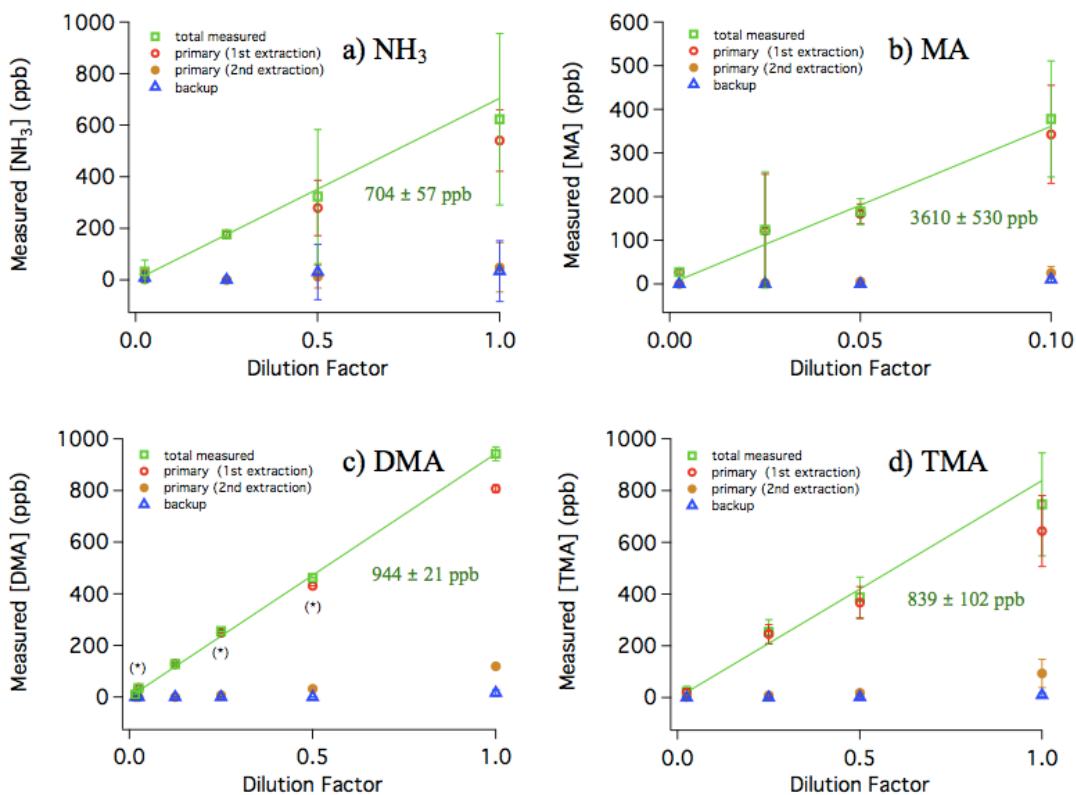 a) NH3
total measured
primary (1st extraction)
primary (2nd extraction)
backup
704 ± 57 ppb
Measured [NH3] (ppb)
1000
800
600
400
200
0
0.0
0.5
1.0
Dilution Factor
b) MA
total measured
primary (1st extraction)
primary (2nd extraction)
backup
3610 ± 530 ppb
Measured [MA] (ppb)
600
500
400
300
200
100
0
0.00
0.05
0.10
Dilution Factor
c) DMA
total measured
primary (1st extraction)
primary (2nd extraction)
backup
944 ± 21 ppb
(*)
(*)
(*)
Measured [DMA] (ppb)
1000
800
600
400
200
0
0.0
0.5
1.0
Dilution Factor
d) TMA
total measured
primary (1st extraction)
primary (2nd extraction)
backup
839 ± 102 ppb
Measured [TMA] (ppb)
1000
800
600
400
200
0
0.0
0.5
1.0
Dilution Factor